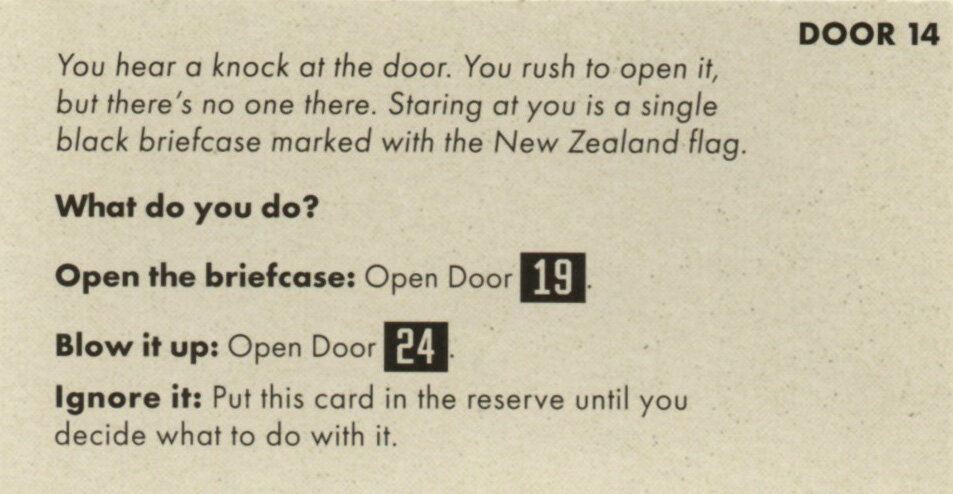 DOOR 14
You hear a knock at the door. You rush to open it,
but there's no one there. Staring at you is a single
black briefcase marked with the New Zealand flag.
What do you do?
Open the briefcase: Open Door 19.
Blow it up: Open Door 24.
Ignore it: Put this card in the reserve until you
decide what to do with it.